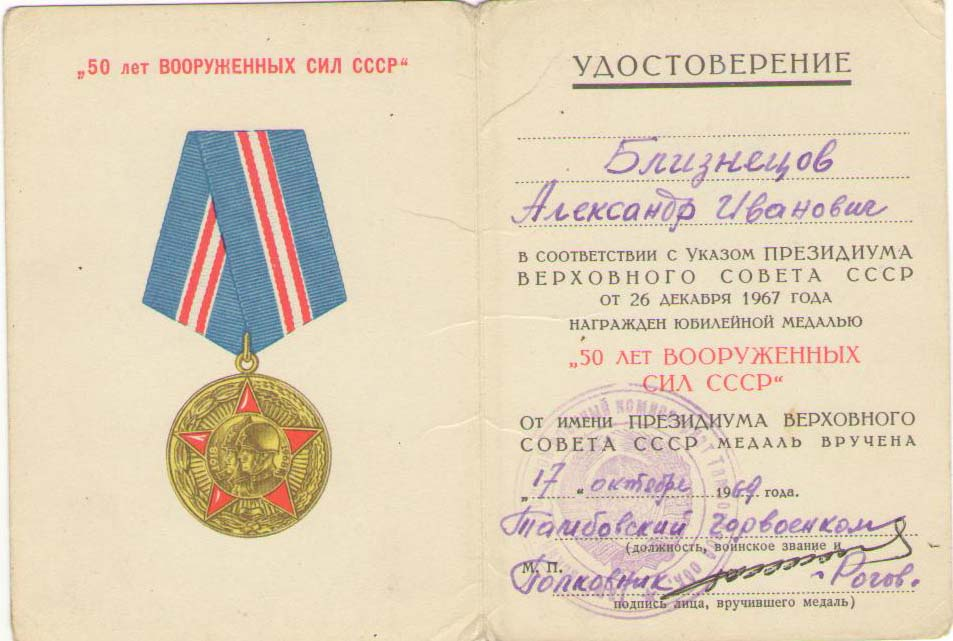 „50 лет ВООРУЖЕННЫХ СИЛ СССР“
1918
УДОСТОВЕРЕНИЕ
Близнецов
Александр Иванович
В СООТВЕТСТВИИ С УКАЗОМ ПРЕЗИДИУМА
ВЕРХОВНОГО СОВЕТА СССР
ОТ 26 ДЕКАБРЯ 1967 ГОДА
НАГРАЖДЕН ЮБИЛЕЙНОЙ МЕДАЛЬЮ
„50 ЛЕТ ВООРУЖЕННЫХ
СИЛ СССР“
ОТ ИМЕНИ ПРЕЗИДИУМА ВЕРХОВНОГО
СОВЕТА СССР МЕДАЛЬ ВРУЧЕНА
„17“ октября 1969 года.
Тамбовский горвоенком
(должность, воинское звание и
М. П.
Полковник Рогов.
подпись лица, вручившего медаль)